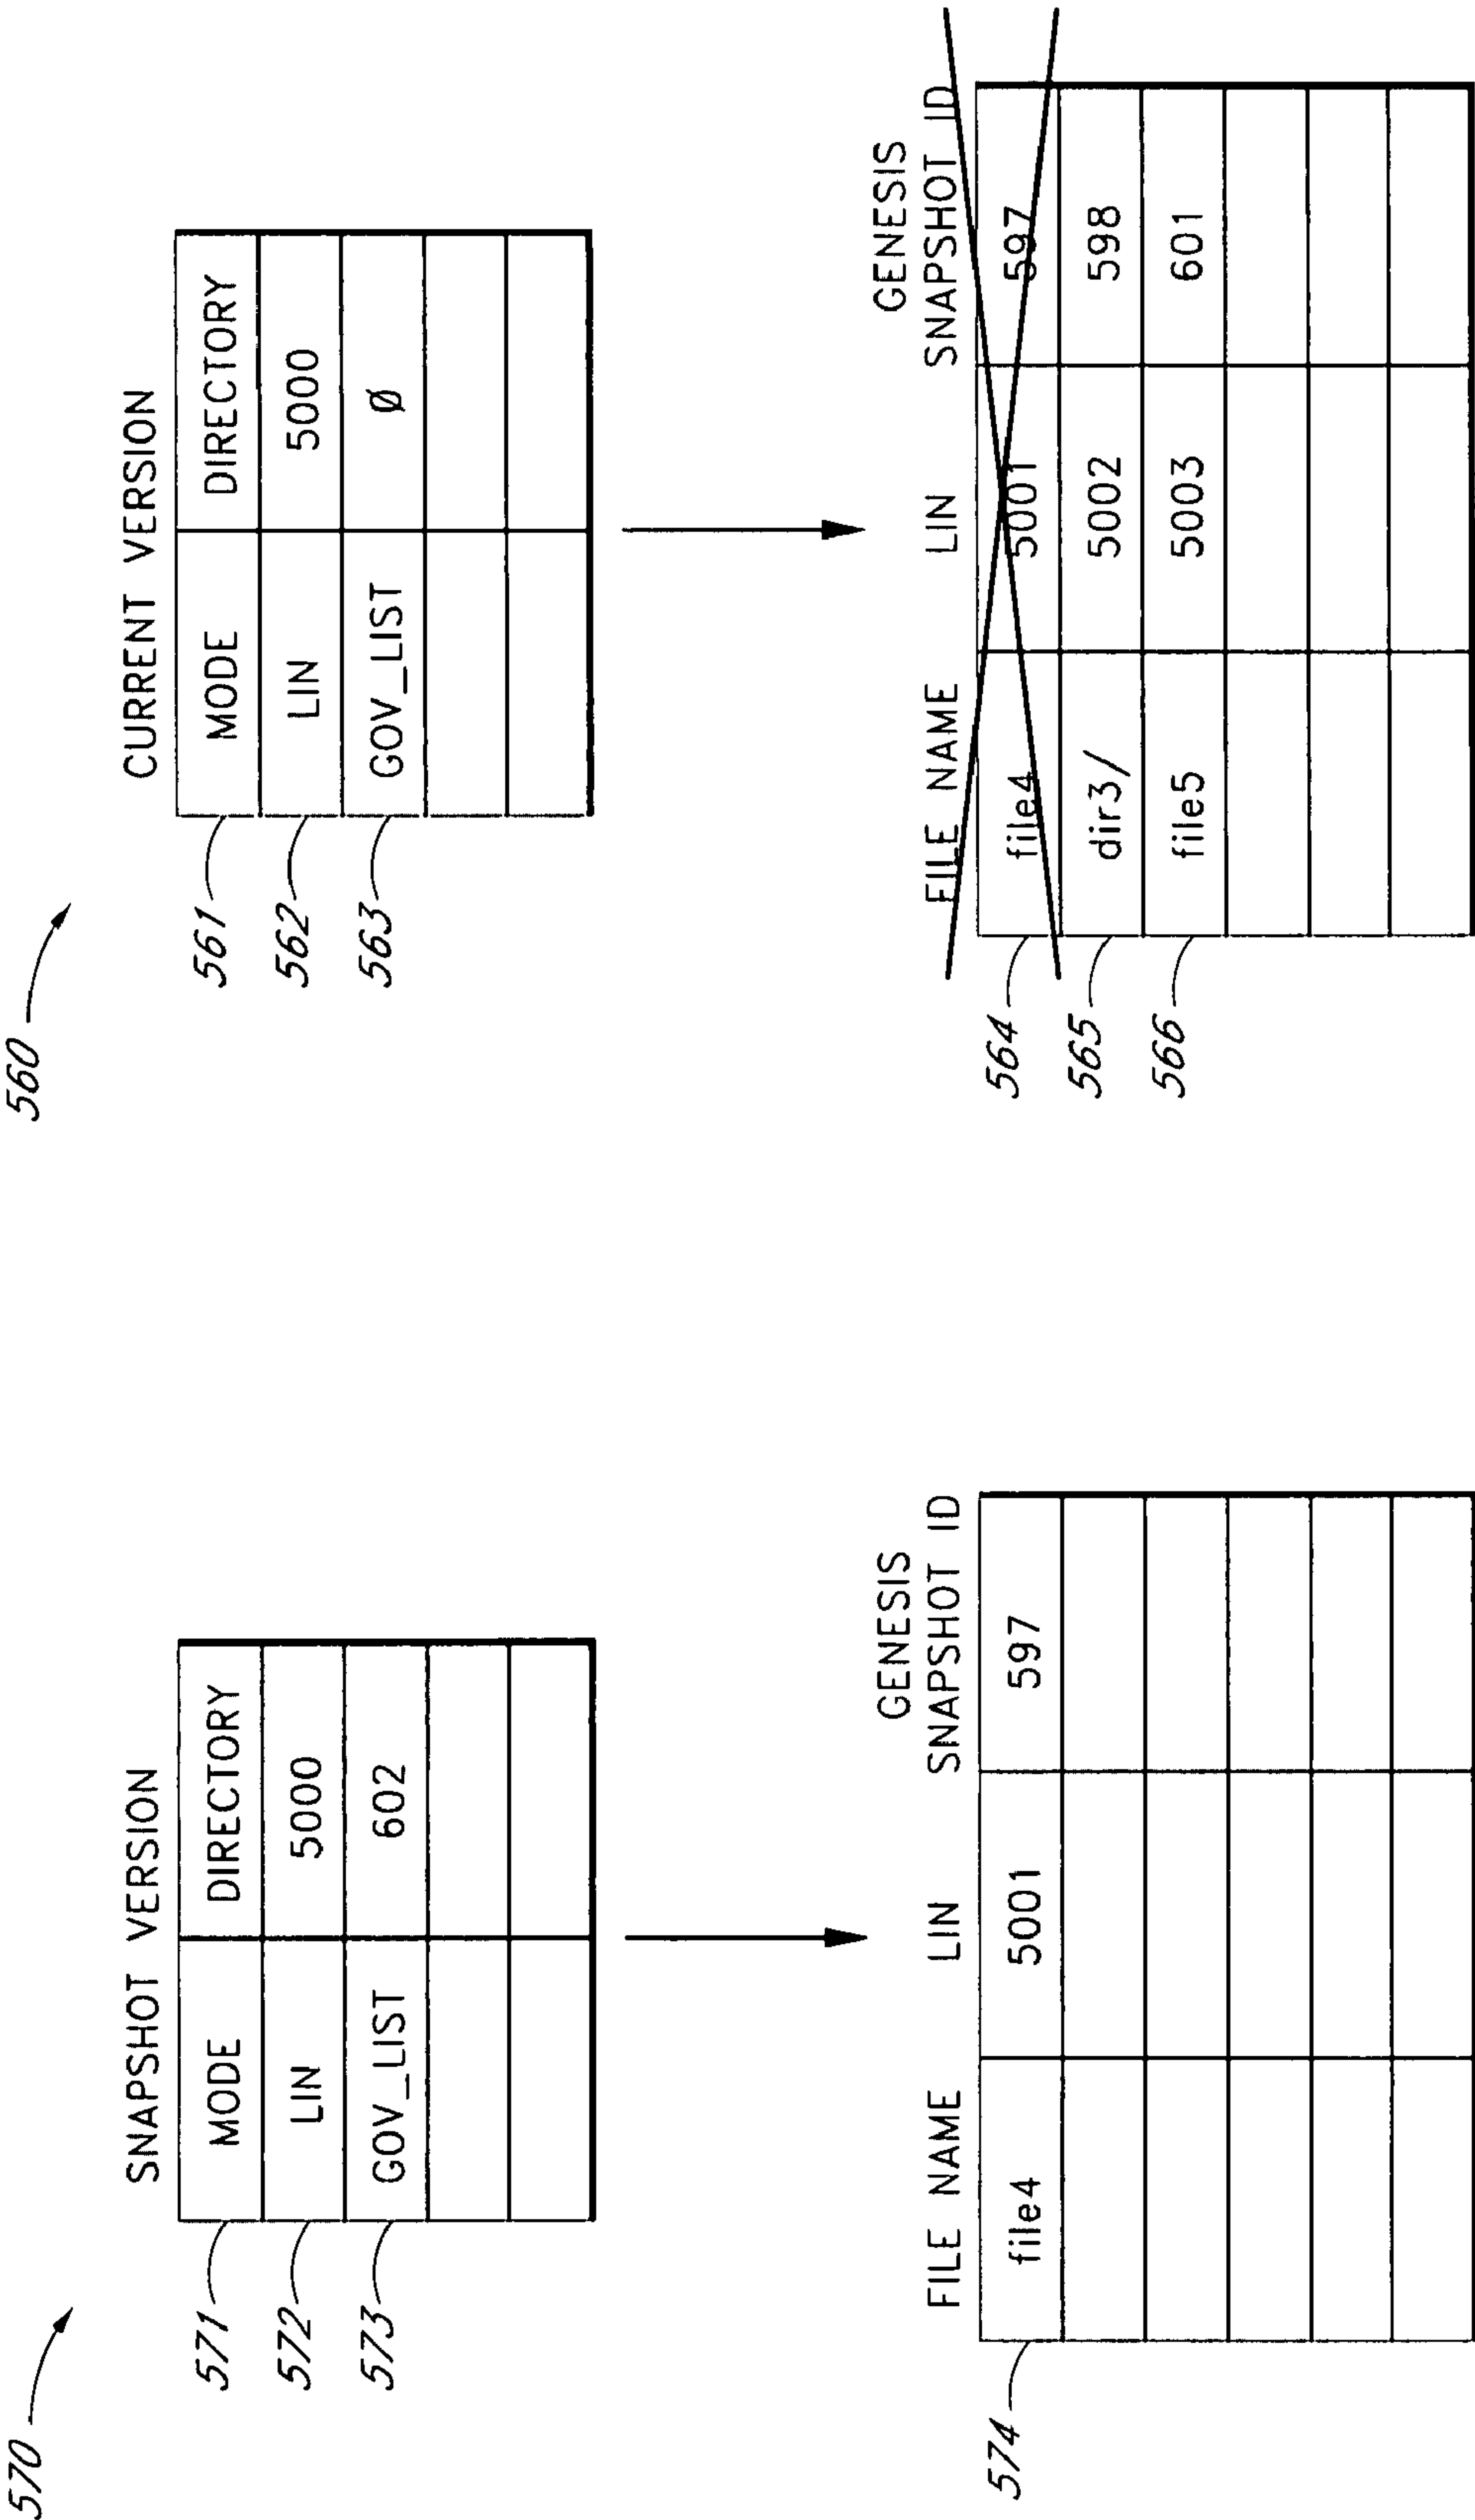 570
SNAPSHOT VERSION
571 MODE DIRECTORY
572 LIN 5000
573 GOV_LIST 602
FILE NAME LIN GENESIS SNAPSHOT ID
574 file4 5001 597
560
CURRENT VERSION
561 MODE DIRECTORY
562 LIN 5000
563 GOV_LIST Ø
FILE NAME LIN GENESIS SNAPSHOT ID
564 file4 5001 597
565 dir3/ 5002 598
566 file5 5003 601